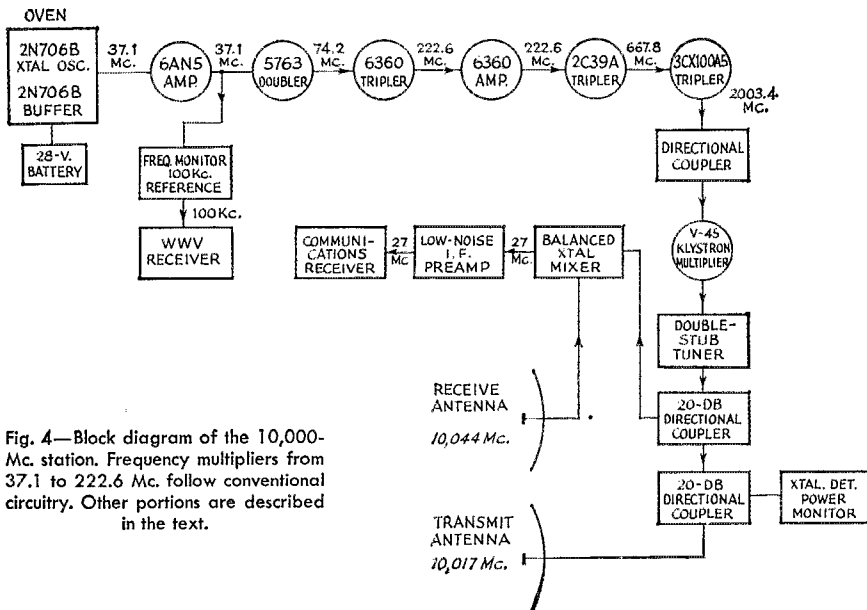 OVEN
2N706B
XTAL OSC.
2N706B
BUFFER
28-V.
BATTERY
37.1
MC.
6AN5
AMP.
37.1
MC.
5763
DOUBLER
74.2
MC.
6360
TRIPLER
222.6
MC.
6360
AMP.
222.6
MC.
2C39A
TRIPLER
667.8
MC.
3CX100A5
TRIPLER
2003.4
MC.
DIRECTIONAL
COUPLER
FREQ. MONITOR
100KC.
REFERENCE
100KC.
WWV
RECEIVER
COMMUNI-
CATIONS
RECEIVER
27
MC
LOW-NOISE
I.F.
PREAMP
27
MC.
BALANCED
XTAL
MIXER
V-45
KLYSTRON
MULTIPLIER
DOUBLE-
STUB
TUNER
RECEIVE
ANTENNA
10,044 Mc.
20-DB
DIRECTIONAL
COUPLER
20-DB
DIRECTIONAL
COUPLER
XTAL. DET.
POWER
MONITOR
TRANSMIT
ANTENNA
10,017 Mc.
Fig. 4—Block diagram of the 10,000-
Mc. station. Frequency multipliers from
37.1 to 222.6 Mc. follow conventional
circuitry. Other portions are described
in the text.